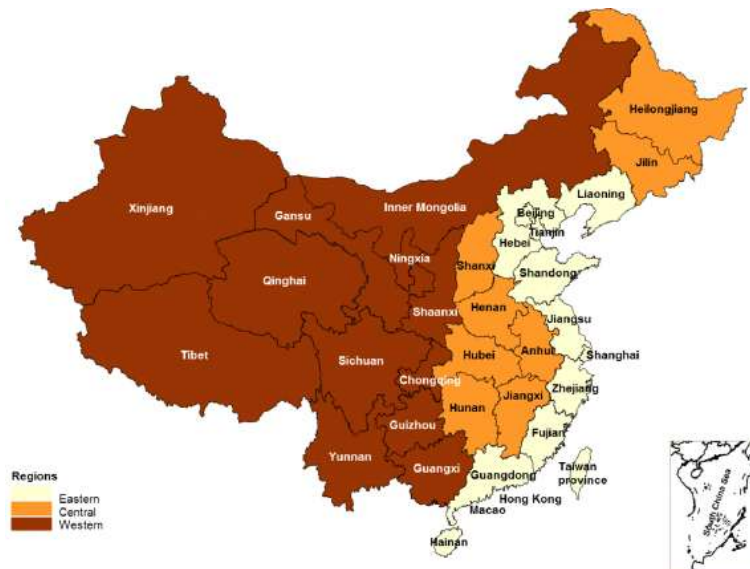 Heilongjiang
Jilin
Liaoning
Xinjiang
Gansu
Inner Mongolia
Beijing
Tianjin
Hebei
Ningxia
Shanxi
Shandong
Qinghai
Shaanxi
Henan
Jiangsu
Tibet
Sichuan
Hubei
Anhui
Shanghai
Chongqing
Zhejiang
Hunan
Jiangxi
Guizhou
Fujian
Yunnan
Guangxi
Guangdong
Taiwan
province
Hong Kong
Macao
Hainan
Regions
Eastern
Central
Western
South China Sea